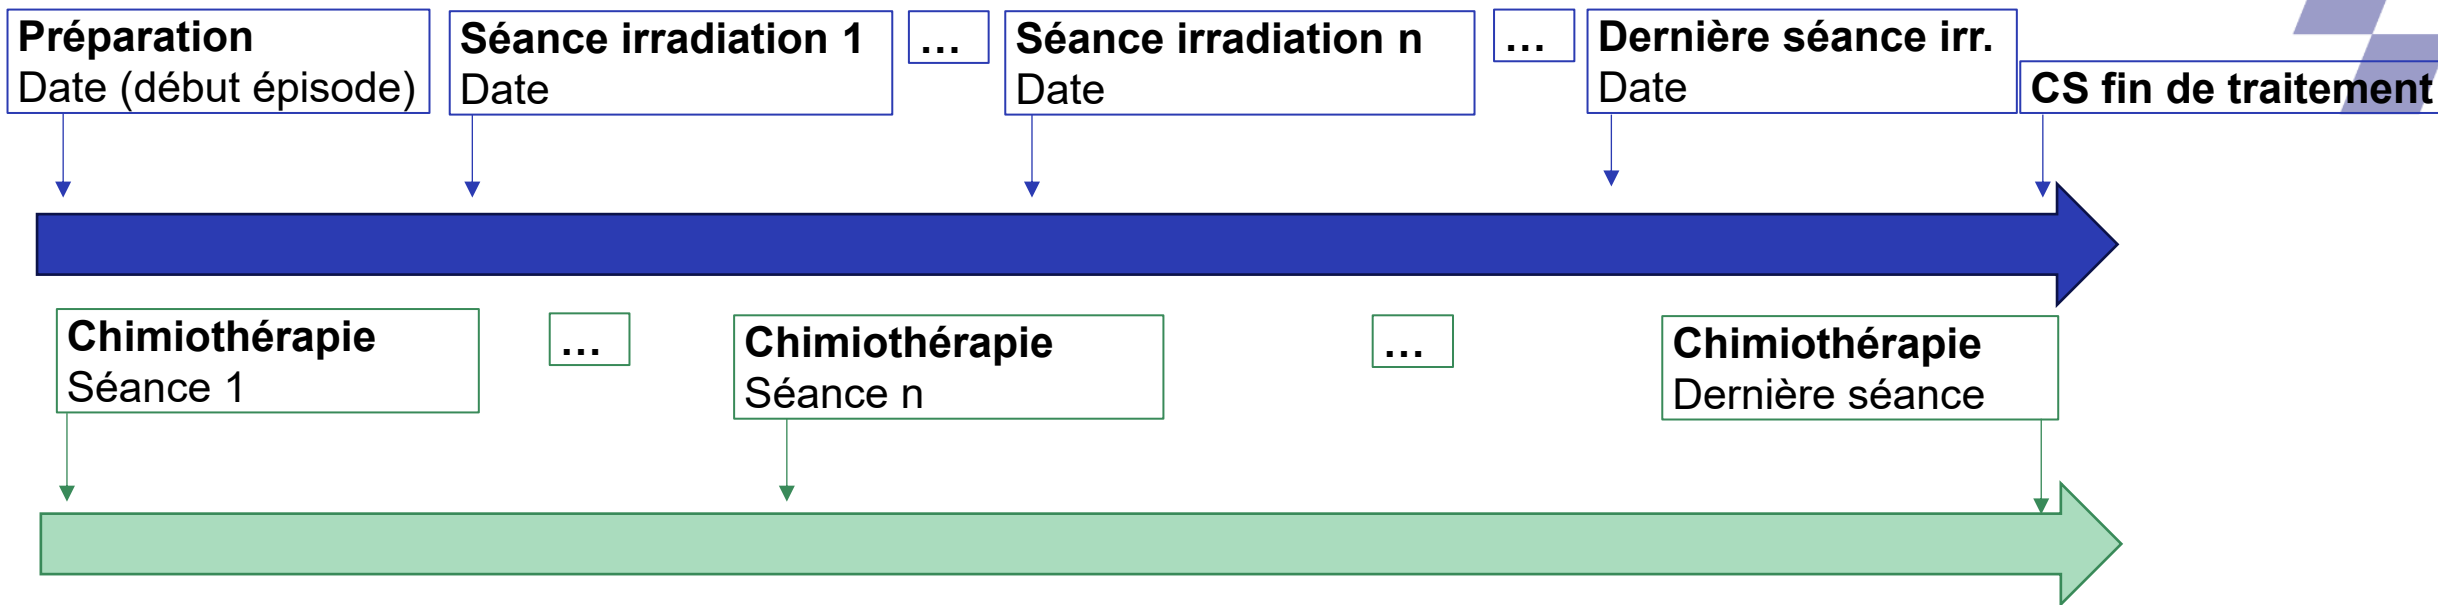 Préparation
Date (début épisode)
Séance irradiation 1
Date
...
Séance irradiation n
Date
...
Dernière séance irr.
Date
CS fin de traitement
Chimiothérapie
Séance 1
...
Chimiothérapie
Séance n
...
Chimiothérapie
Dernière séance